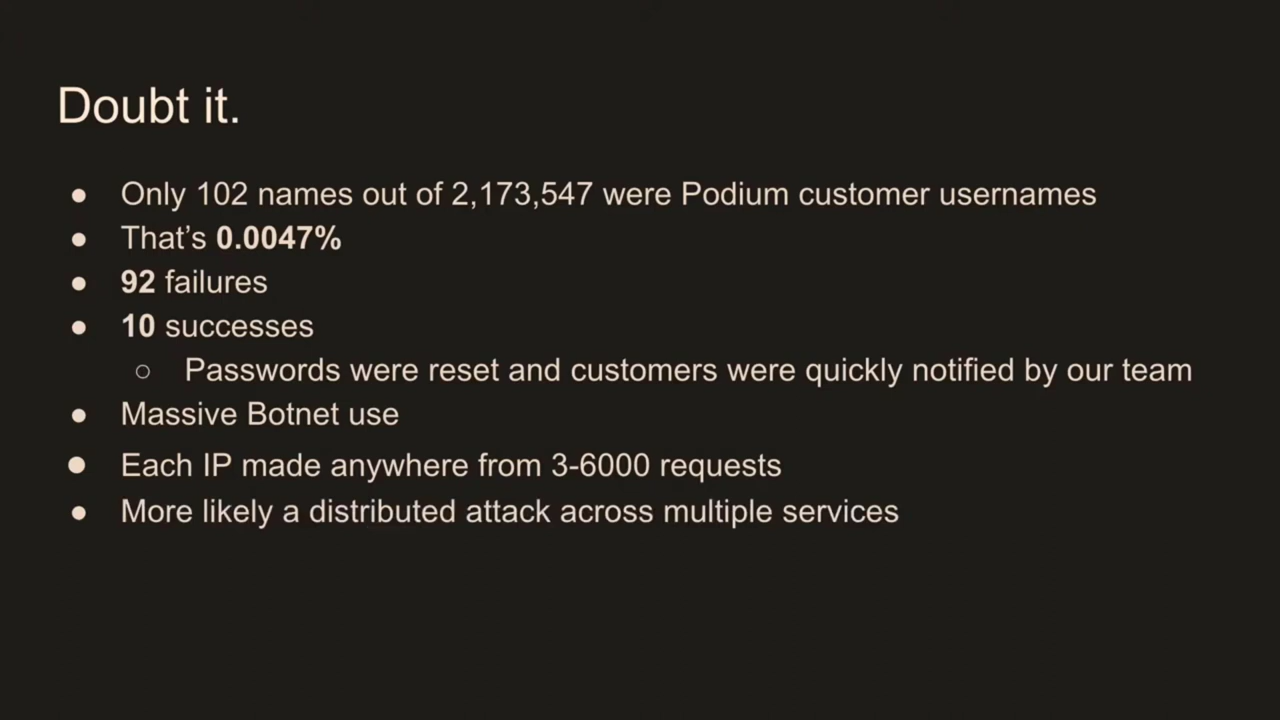 Doubt it.
● Only 102 names out of 2,173,547 were Podium customer usernames
● That’s 0.0047%
● 92 failures
● 10 successes
○ Passwords were reset and customers were quickly notified by our team
● Massive Botnet use
● Each IP made anywhere from 3-6000 requests
● More likely a distributed attack across multiple services